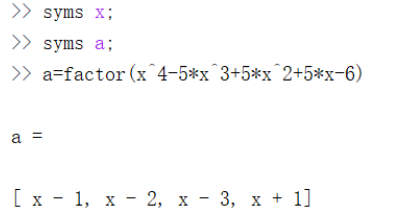 >> syms x;
>> syms a;
>> a=factor(x^4-5*x^3+5*x^2+5*x-6)
a =
[ x - 1, x - 2, x - 3, x + 1]